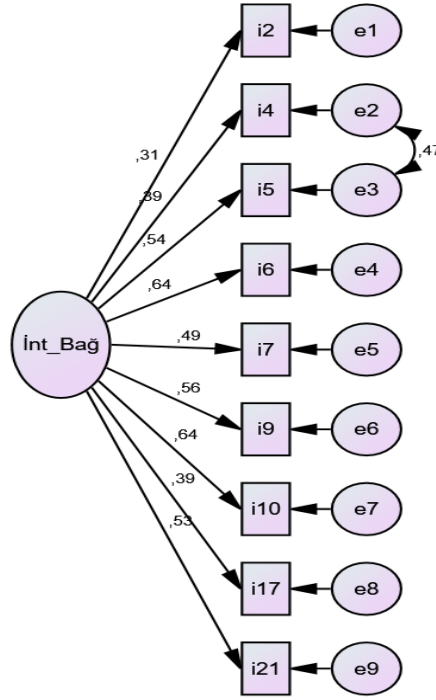 i2
e1
,31
i4
e2
,39
,47
i5
e3
,54
i6
e4
,64
İnt_Bağ
i7
e5
,49
i9
e6
,56
i10
e7
,64
i17
e8
,39
i21
e9
,53